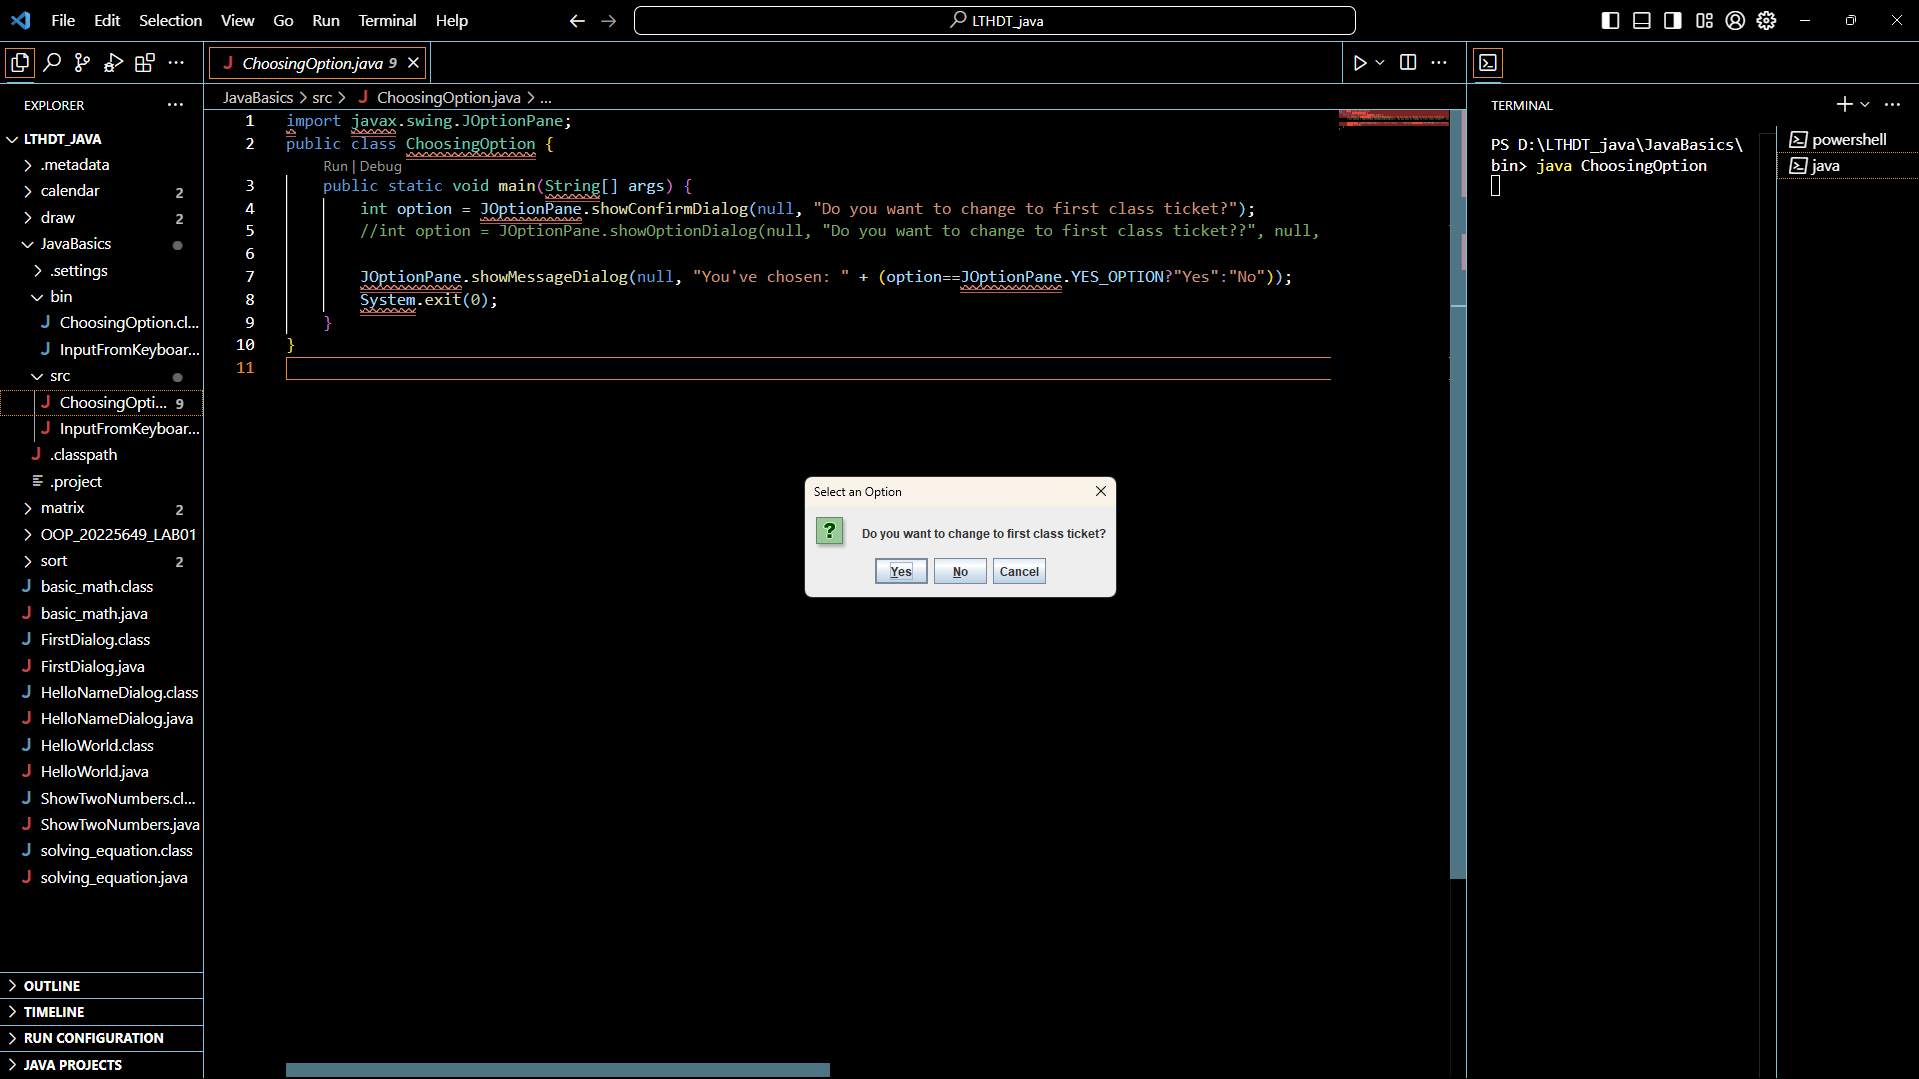 File Edit Selection View Go Run Terminal Help
LTHDT_java
ChoosingOption.java 9
EXPLORER
LTHDT_JAVA
.metadata
calendar 2
draw 2
JavaBasics
.settings
bin
ChoosingOption.cl...
InputFromKeyboar...
src
ChoosingOpti... 9
InputFromKeyboar...
.classpath
.project
matrix 2
OOP_20225649_LAB01
sort 2
basic_math.class
basic_math.java
FirstDialog.class
FirstDialog.java
HelloNameDialog.class
HelloNameDialog.java
HelloWorld.class
HelloWorld.java
ShowTwoNumbers.cl...
ShowTwoNumbers.java
solving_equation.class
solving_equation.java
OUTLINE
TIMELINE
RUN CONFIGURATION
JAVA PROJECTS
JavaBasics > src > ChoosingOption.java > ...
1 import javax.swing.JOptionPane;
2 public class ChoosingOption {
Run | Debug
3 public static void main(String[] args) {
4 int option = JOptionPane.showConfirmDialog(null, "Do you want to change to first class ticket?");
5 //int option = JOptionPane.showOptionDialog(null, "Do you want to change to first class ticket??", null,
6
7 JOptionPane.showMessageDialog(null, "You've chosen: " + (option==JOptionPane.YES_OPTION?"Yes":"No"));
8 System.exit(0);
9 }
10 }
11
Select an Option
Do you want to change to first class ticket?
Yes No Cancel
TERMINAL
PS D:\LTHDT_java\JavaBasics\
bin> java ChoosingOption
powershell
java